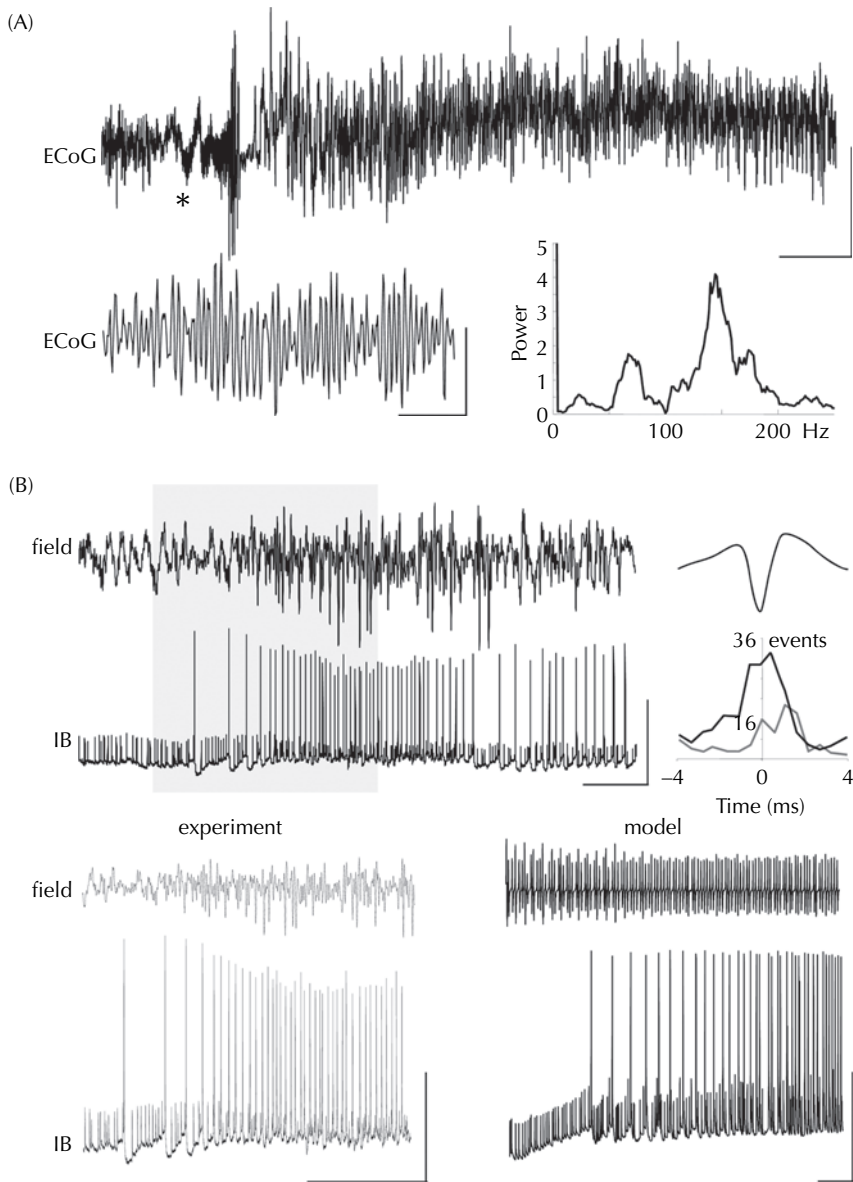 (A)
ECoG
*
ECoG
Power
5
4
3
2
1
0
0 100 200 Hz
(B)
field
IB
36 events
16
−4 0 4
Time (ms)
experiment model
field
IB